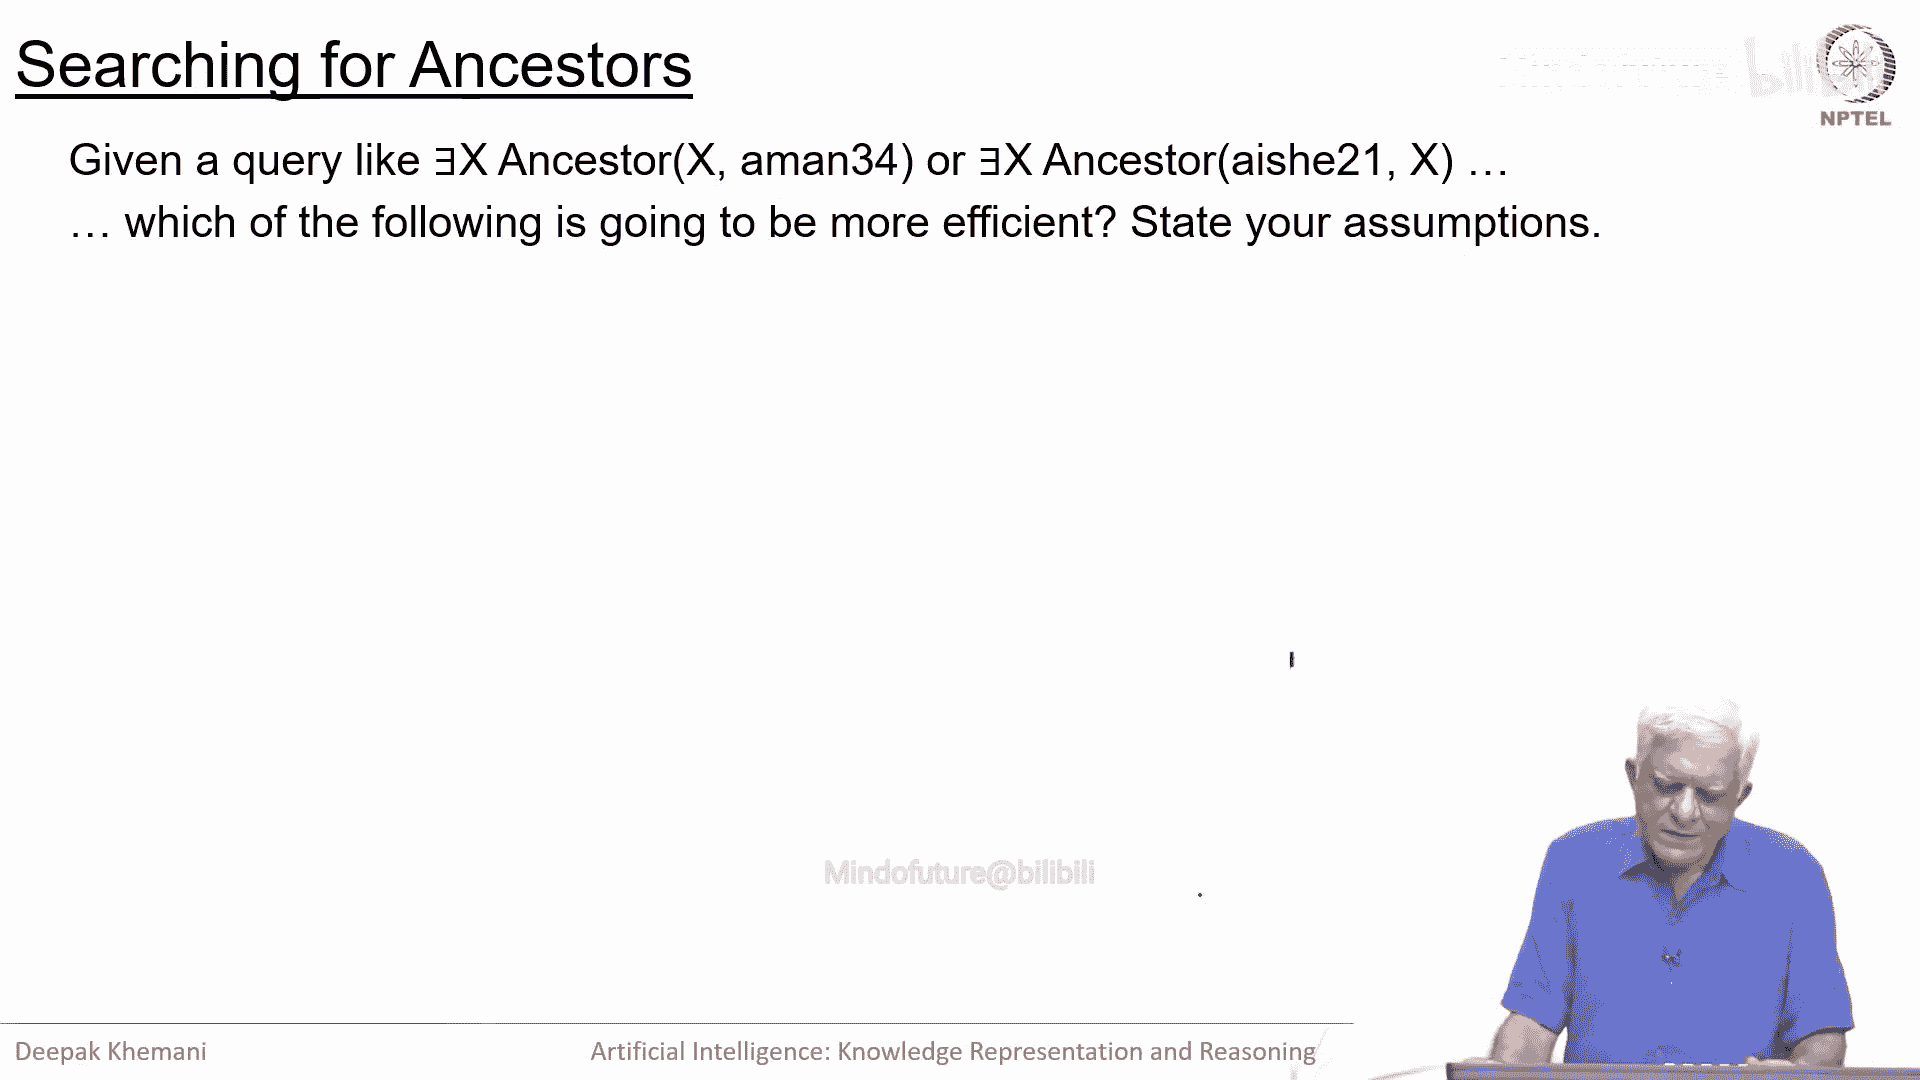 Searching for Ancestors
NPTEL
Given a query like ∃X Ancestor(X, aman34) or ∃X Ancestor(aishe21, X) …
… which of the following is going to be more efficient? State your assumptions.
Mindofuture@bilibili
Deepak Khemani
Artificial Intelligence: Knowledge Representation and Reasoning